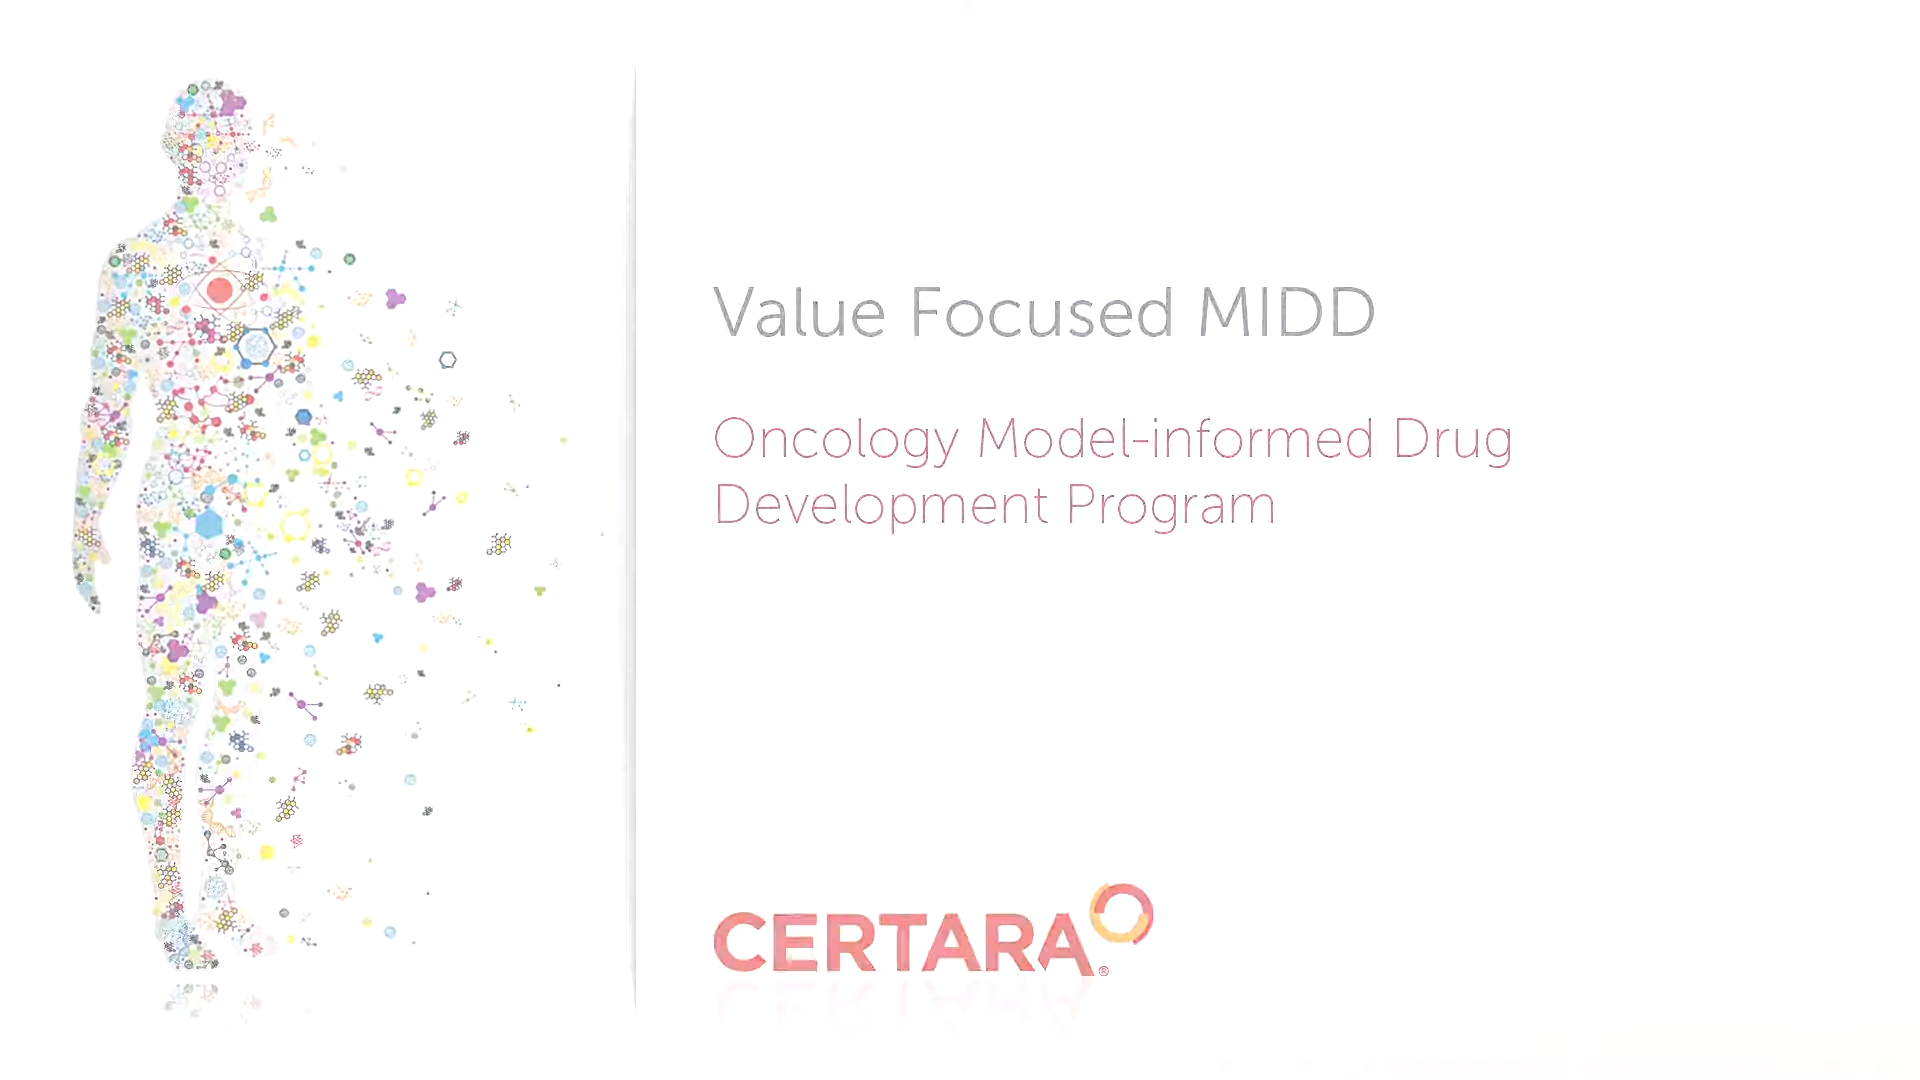 Value Focused MIDD
Oncology Model-informed Drug
Development Program
CERTARA®